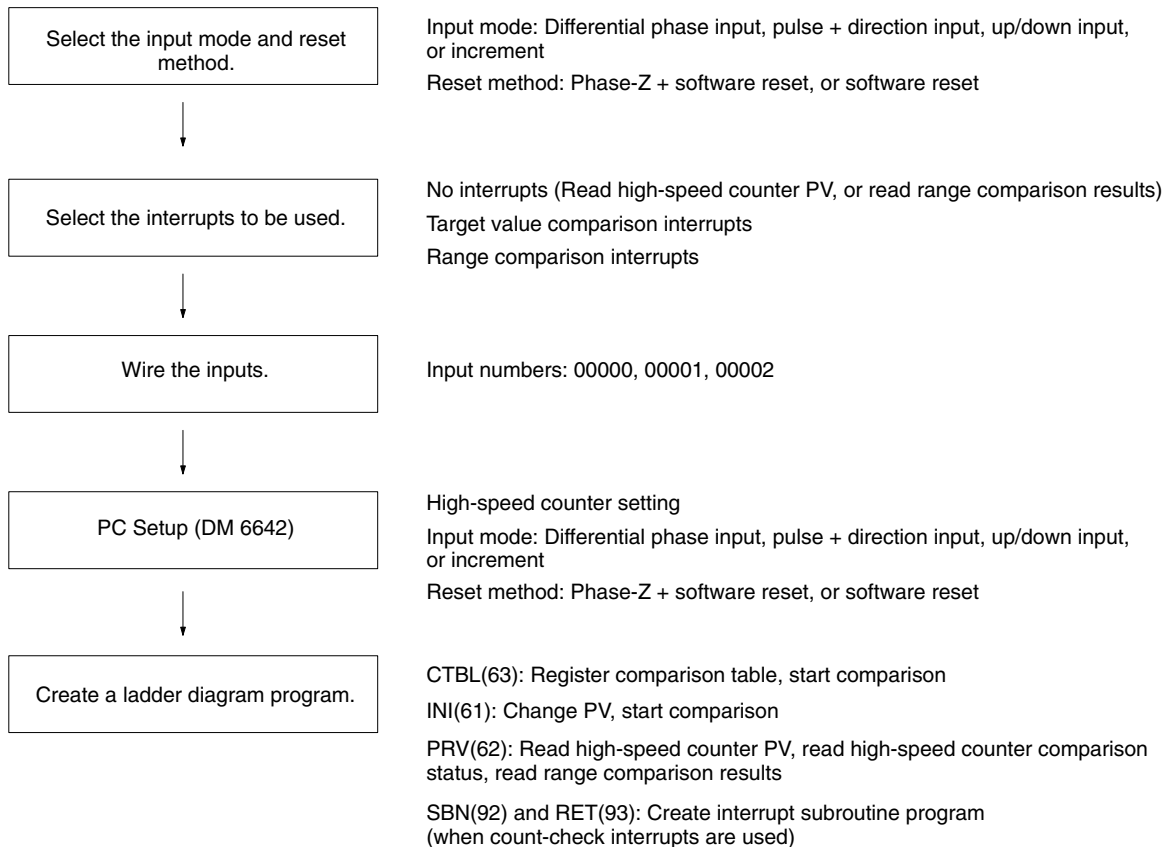 Select the input mode and reset
method.
Input mode: Differential phase input, pulse + direction input, up/down input,
or increment
Reset method: Phase-Z + software reset, or software reset
Select the interrupts to be used.
No interrupts (Read high-speed counter PV, or read range comparison results)
Target value comparison interrupts
Range comparison interrupts
Wire the inputs.
Input numbers: 00000, 00001, 00002
PC Setup (DM 6642)
High-speed counter setting
Input mode: Differential phase input, pulse + direction input, up/down input,
or increment
Reset method: Phase-Z + software reset, or software reset
Create a ladder diagram program.
CTBL(63): Register comparison table, start comparison
INI(61): Change PV, start comparison
PRV(62): Read high-speed counter PV, read high-speed counter comparison
status, read range comparison results
SBN(92) and RET(93): Create interrupt subroutine program
(when count-check interrupts are used)